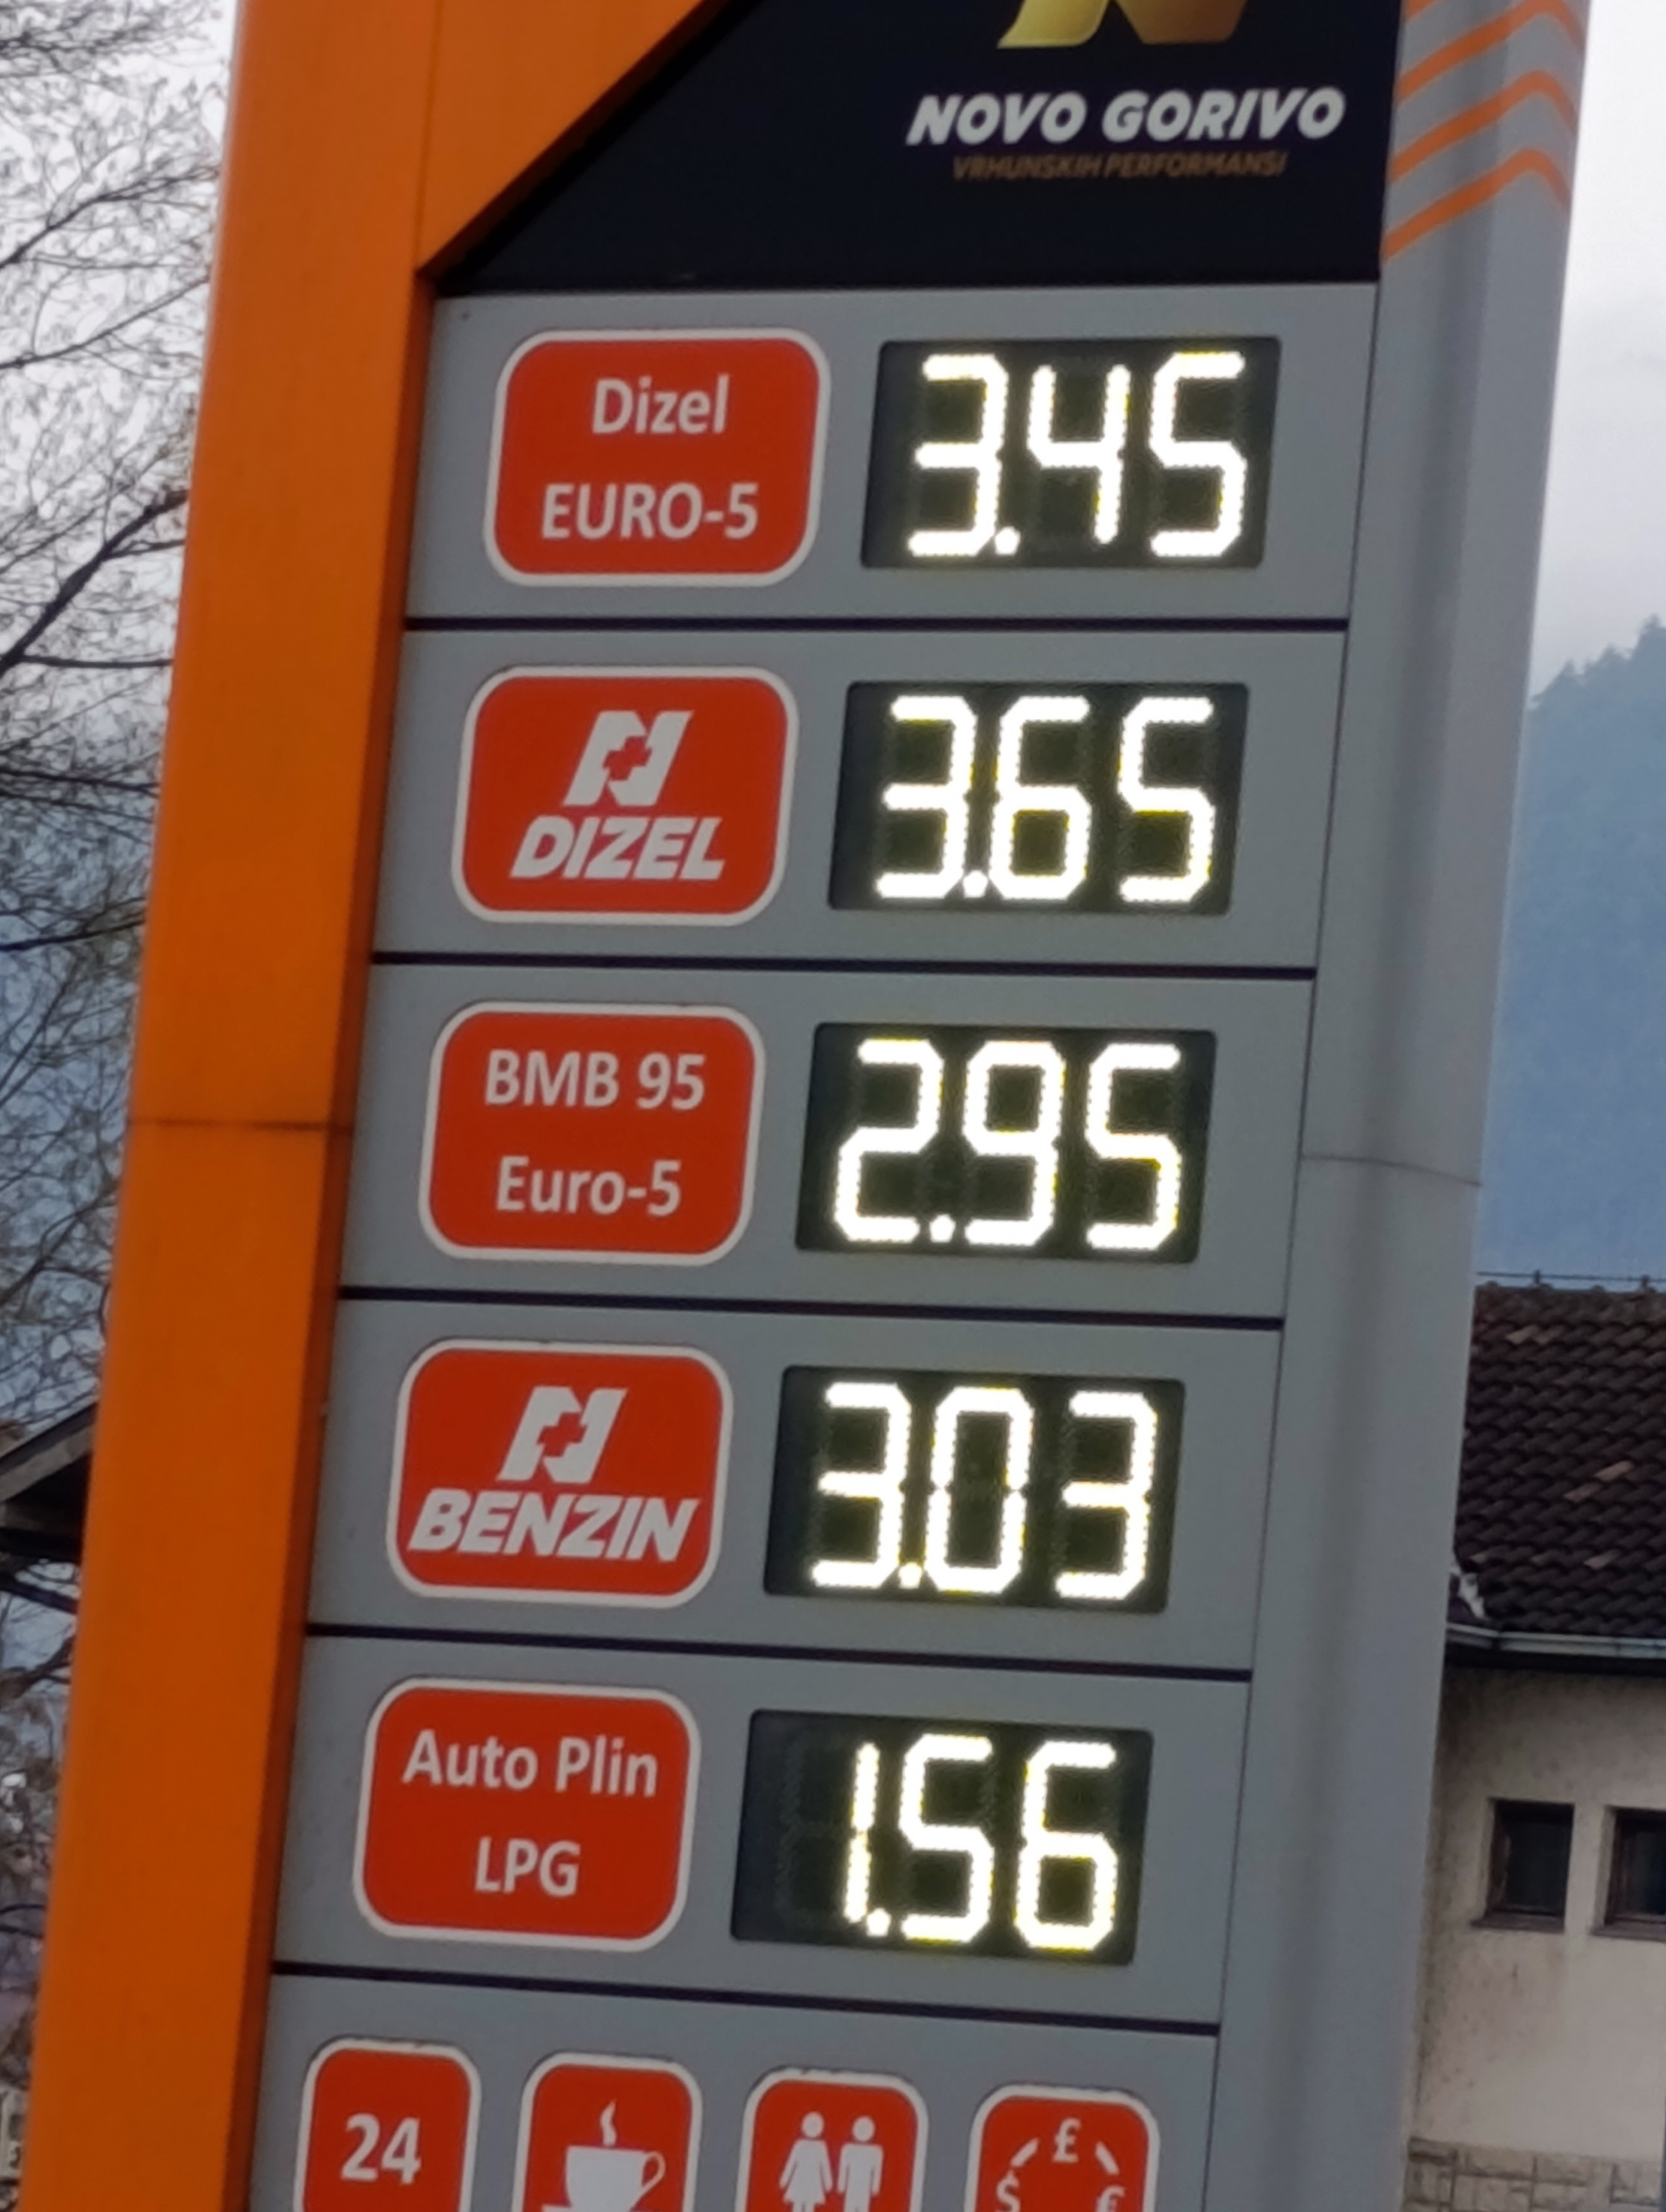 NOVO GORIVO
VRHUNSKIH PERFORMANSI
Dizel
EURO-5
3.45
DIZEL
3.65
BMB 95
Euro-5
2.95
BENZIN
3.03
Auto Plin
LPG
1.56
24
£
$ €